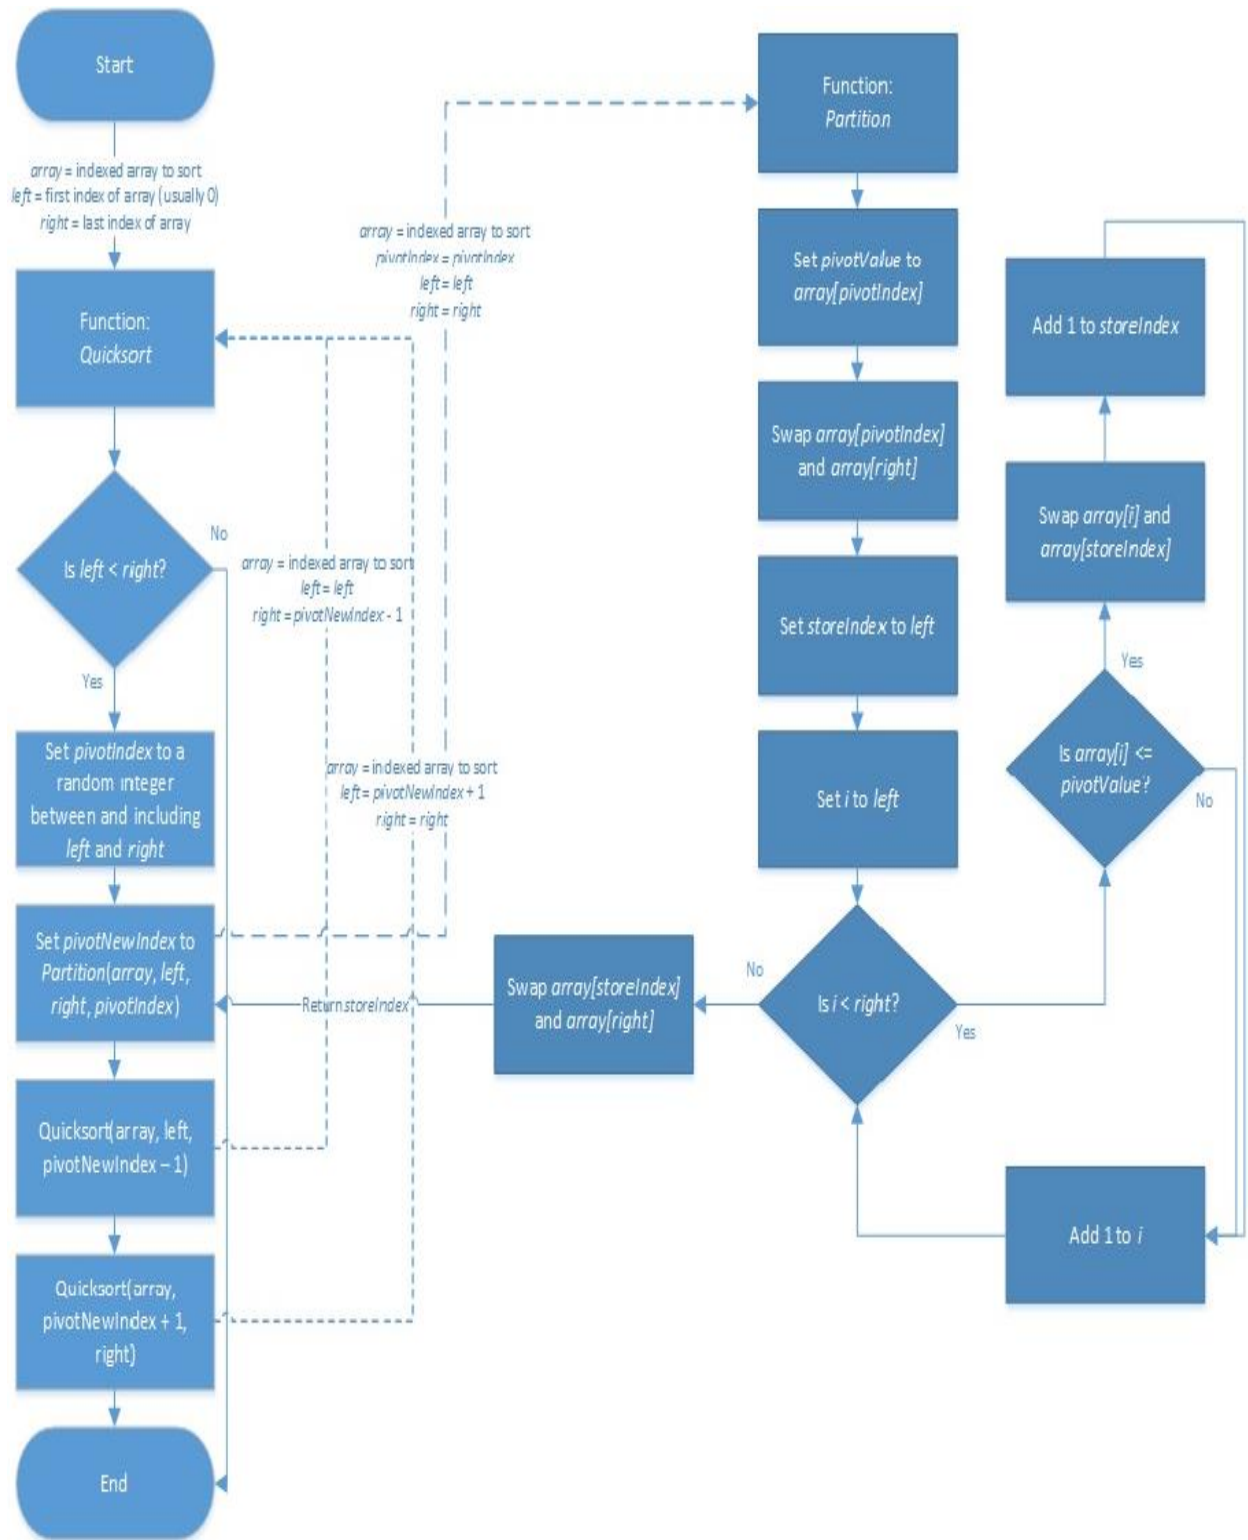 Start
array = indexed array to sort
left = first index of array (usually 0)
right = last index of array
Function:
Quicksort
Is left < right?
No
Yes
Set pivotIndex to a
random integer
between and including
left and right
Set pivotNewIndex to
Partition(array, left,
right, pivotIndex)
Quicksort(array, left,
pivotNewIndex – 1)
Quicksort(array,
pivotNewIndex + 1,
right)
End
array = indexed array to sort
left = left
right = pivotNewIndex - 1
array = indexed array to sort
left = pivotNewIndex + 1
right = right
array = indexed array to sort
pivotIndex = pivotIndex
left = left
right = right
Return storeIndex
Function:
Partition
Set pivotValue to
array[pivotIndex]
Swap array[pivotIndex]
and array[right]
Set storeIndex to left
Set i to left
Is i < right?
No
Yes
Swap array[storeIndex]
and array[right]
Is array[i] <=
pivotValue?
Yes
No
Swap array[i] and
array[storeIndex]
Add 1 to storeIndex
Add 1 to i